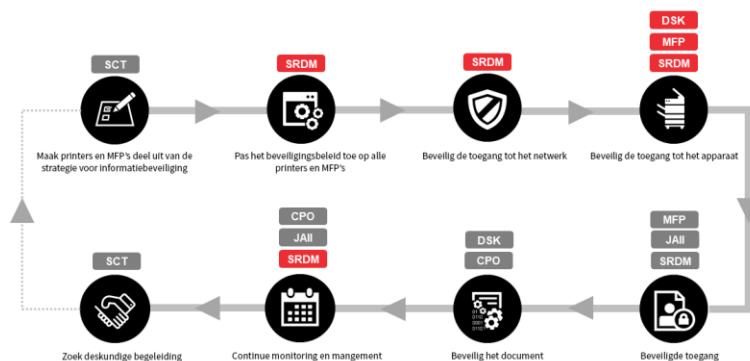 DSK
MFP
SCT
SRDM
SRDM
SRDM
Maak printers en MFP's deel uit van de
strategie voor informatiebeveiliging
Pas het beveiligingsbeleid toe op alle
printers en MFP's
Beveilig de toegang tot het netwerk
Beveilig de toegang tot het apparaat
CPO
MFP
JAII
DSK
JAII
SCT
SRDM
CPO
SRDM
Zoek deskundige begeleiding
Continue monitoring en mangement
Beveilig het document
Beveiligde toegang